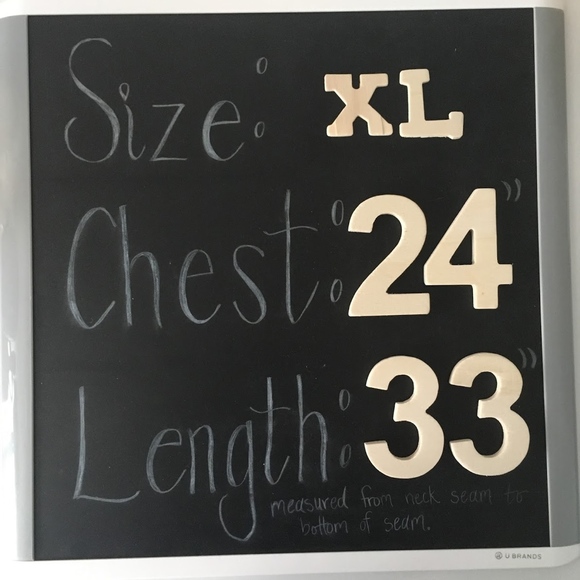 Size: XL
Chest: 24"
Length: 33"
measured from neck seam to
bottom of seam.
U BRANDS